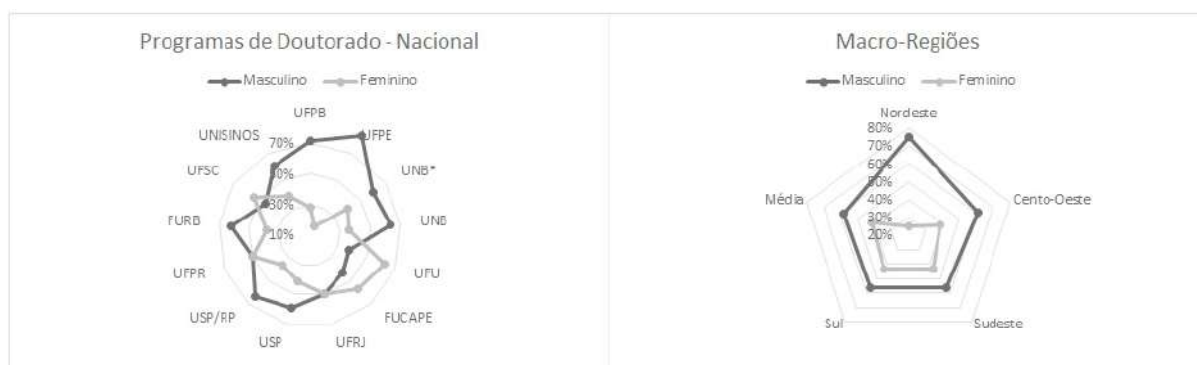 Programas de Doutorado - Nacional
Masculino Feminino
UFPB
UFPE
UNB*
UNB
UFU
FUCAPE
UFRJ
USP
USP/RP
UFPR
FURB
UFSC
UNISINOS
70%
50%
30%
10%
Macro-Regiões
Masculino Feminino
Nordeste
Cento-Oeste
Sudeste
Sul
Média
80%
70%
60%
50%
40%
30%
20%